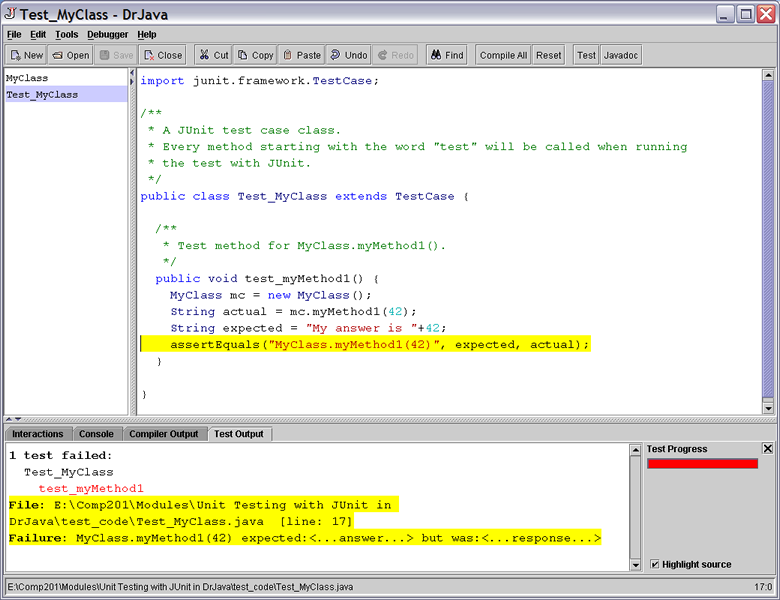 Test_MyClass - DrJava
File Edit Tools Debugger Help
New Open Save Close Cut Copy Paste Undo Redo Find Compile All Reset Test Javadoc
MyClass
Test_MyClass
import junit.framework.TestCase;
/**
* A JUnit test case class.
* Every method starting with the word "test" will be called when running
* the test with JUnit.
*/
public class Test_MyClass extends TestCase {
/**
* Test method for MyClass.myMethod1().
*/
public void test_myMethod1() {
MyClass mc = new MyClass();
String actual = mc.myMethod1(42);
String expected = "My answer is "+42;
assertEquals("MyClass.myMethod1(42)", expected, actual);
}
}
Interactions Console Compiler Output Test Output
1 test failed:
Test_MyClass
test_myMethod1
File: E:\Comp201\Modules\Unit Testing with JUnit in
DrJava\test_code\Test_MyClass.java [line: 17]
Failure: MyClass.myMethod1(42) expected:<...answer...> but was:<...response...>
Test Progress
Highlight source
E:\Comp201\Modules\Unit Testing with JUnit in DrJava\test_code\Test_MyClass.java 17:0